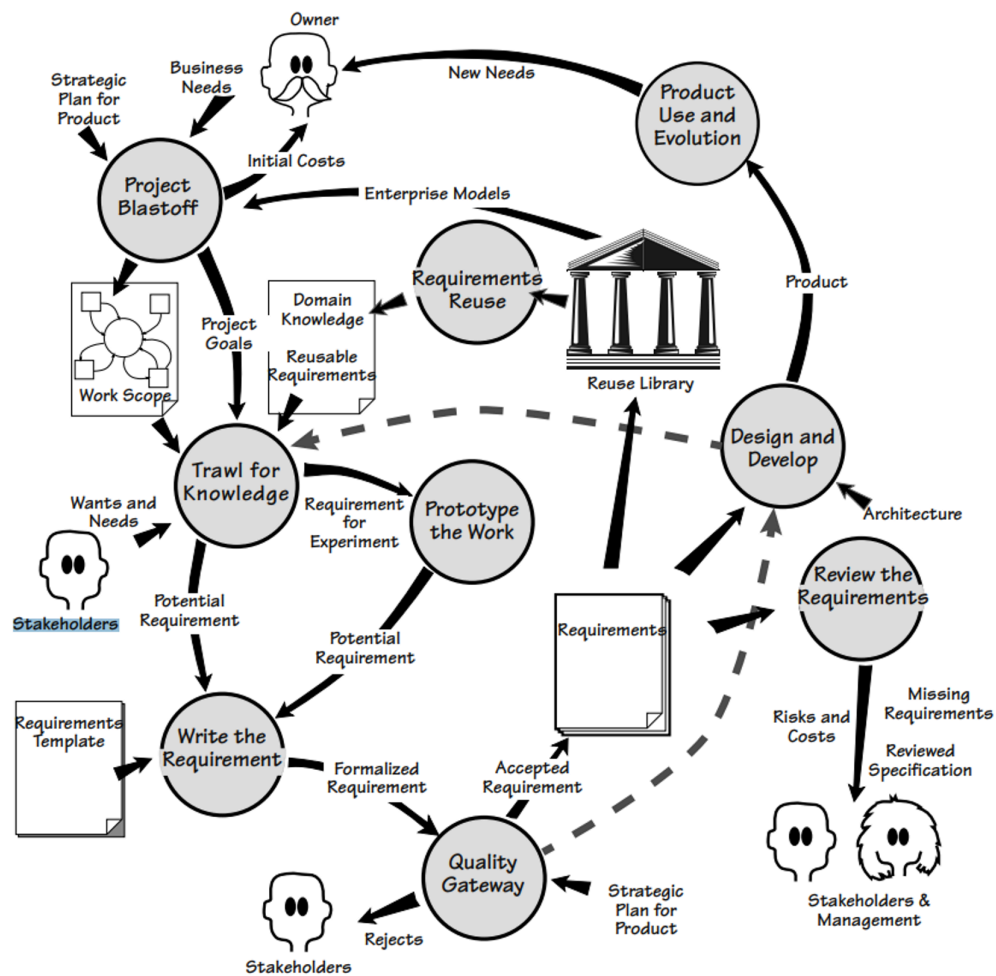 Owner
Strategic
Plan for
Product
Business
Needs
New Needs
Product
Use and
Evolution
Project
Blastoff
Initial Costs
Enterprise Models
Requirements
Reuse
Domain
Knowledge
Reusable
Requirements
Project
Goals
Work Scope
Reuse Library
Product
Design and
Develop
Architecture
Trawl for
Knowledge
Requirement
for
Experiment
Prototype
the Work
Wants and
Needs
Stakeholders
Potential
Requirement
Potential
Requirement
Requirements
Review the
Requirements
Requirements
Template
Write the
Requirement
Formalized
Requirement
Accepted
Requirement
Risks and
Costs
Missing
Requirements
Reviewed
Specification
Quality
Gateway
Strategic
Plan for
Product
Rejects
Stakeholders
Stakeholders &
Management